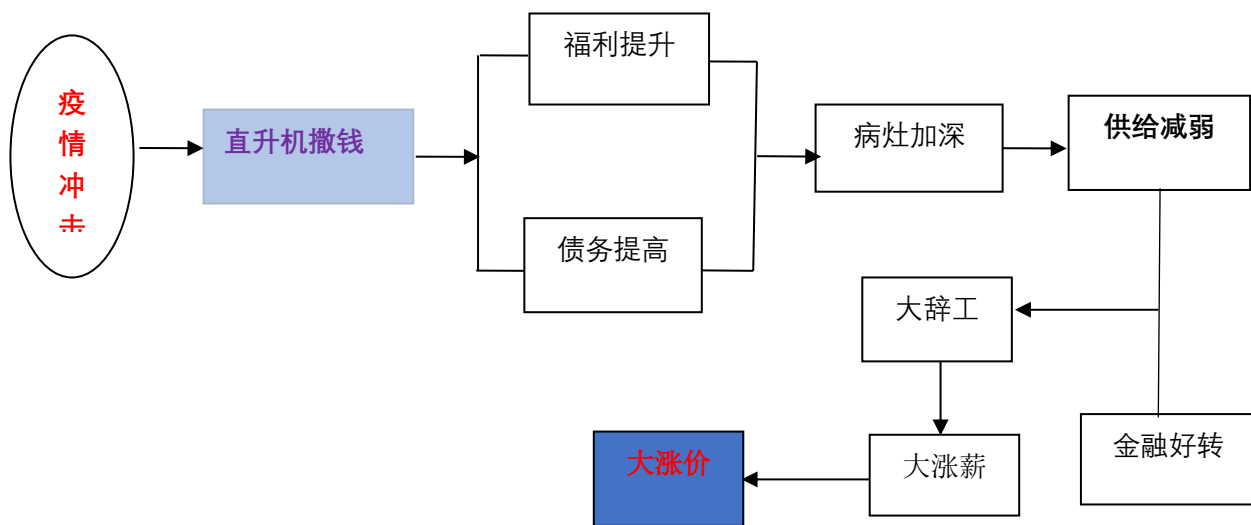 福利提升
疫
情
冲
直升机撒钱
病灶加深
供给减弱
债务提高
大辞工
金融好转
大涨薪
大涨价